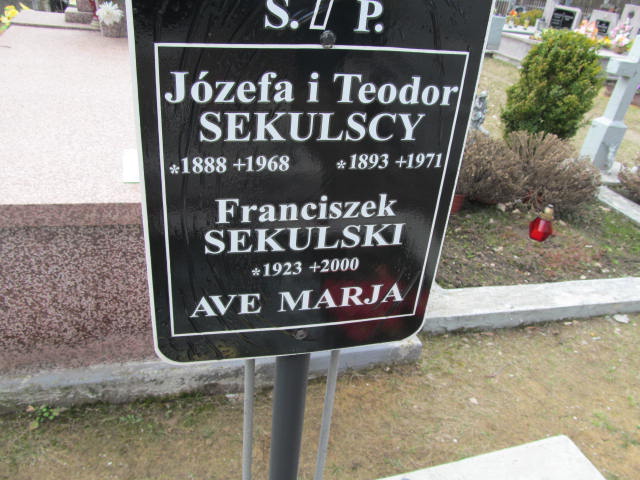 S. † P.
Józefa i Teodor
SEKULSCY
*1888 +1968 *1893 +1971
Franciszek
SEKULSKI
*1923 +2000
AVE MARJA